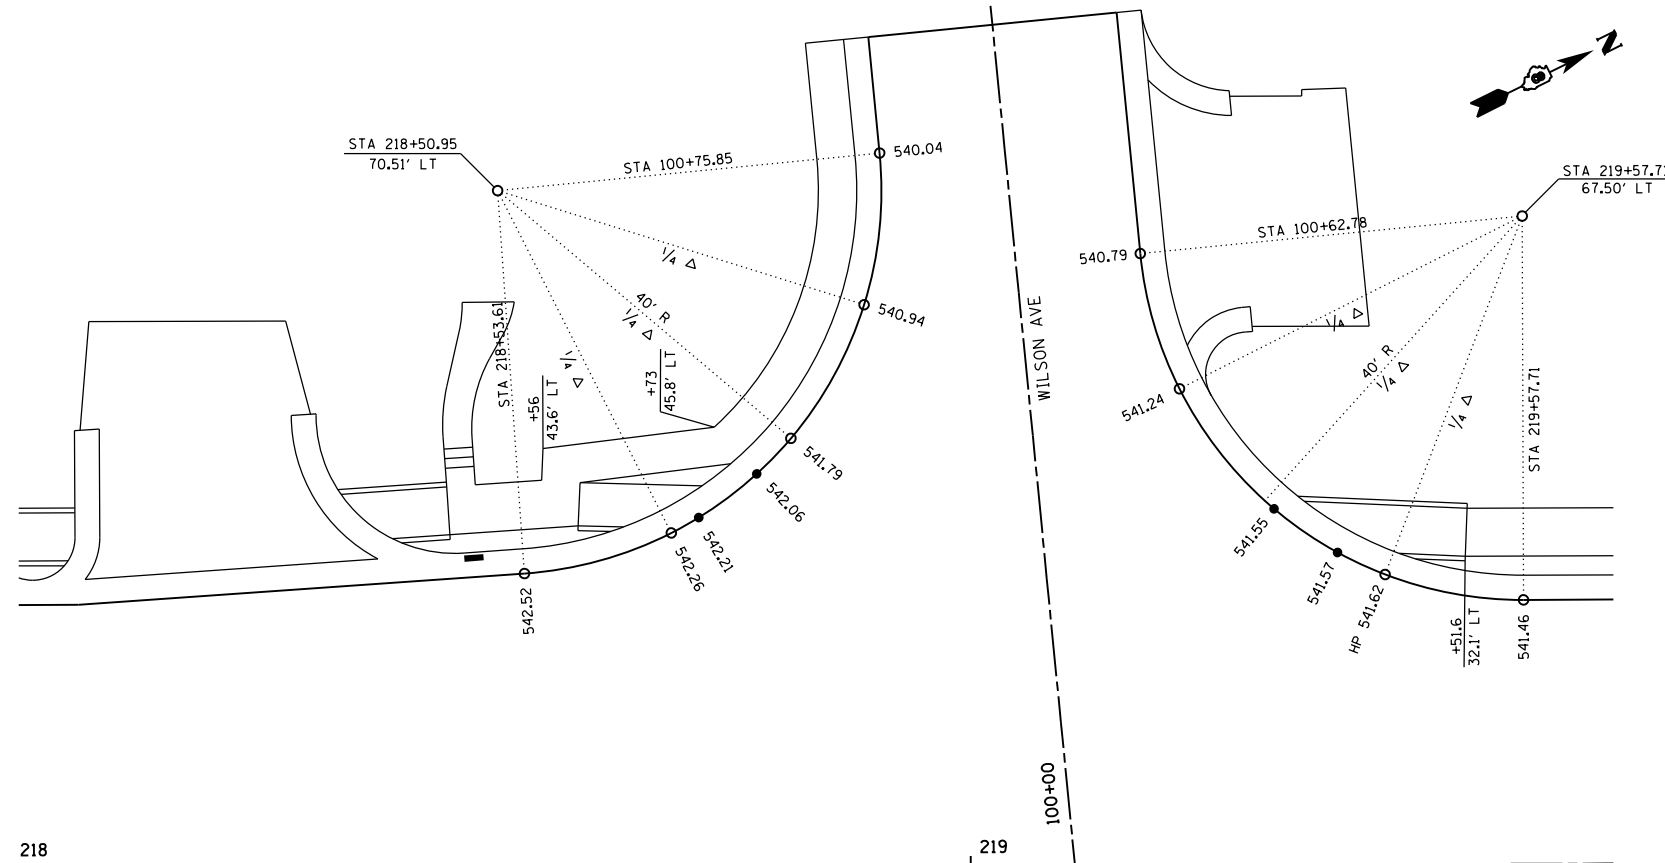 N
STA 218+50.95
70.51' LT
STA 100+75.85
540.04
STA 219+57.71
67.50' LT
STA 100+62.78
540.79
1/4 Δ
40' R
1/4 Δ
1/4 Δ
540.94
STA 218+53.61
+56
43.6' LT
+73
45.8' LT
WILSON AVE
1/4 Δ
40' R
1/4 Δ
1/4 Δ
STA 219+57.71
541.24
541.79
542.06
542.21
542.26
542.52
541.55
541.57
HP 541.62
+51.6
32.1' LT
541.46
100+00
218
219